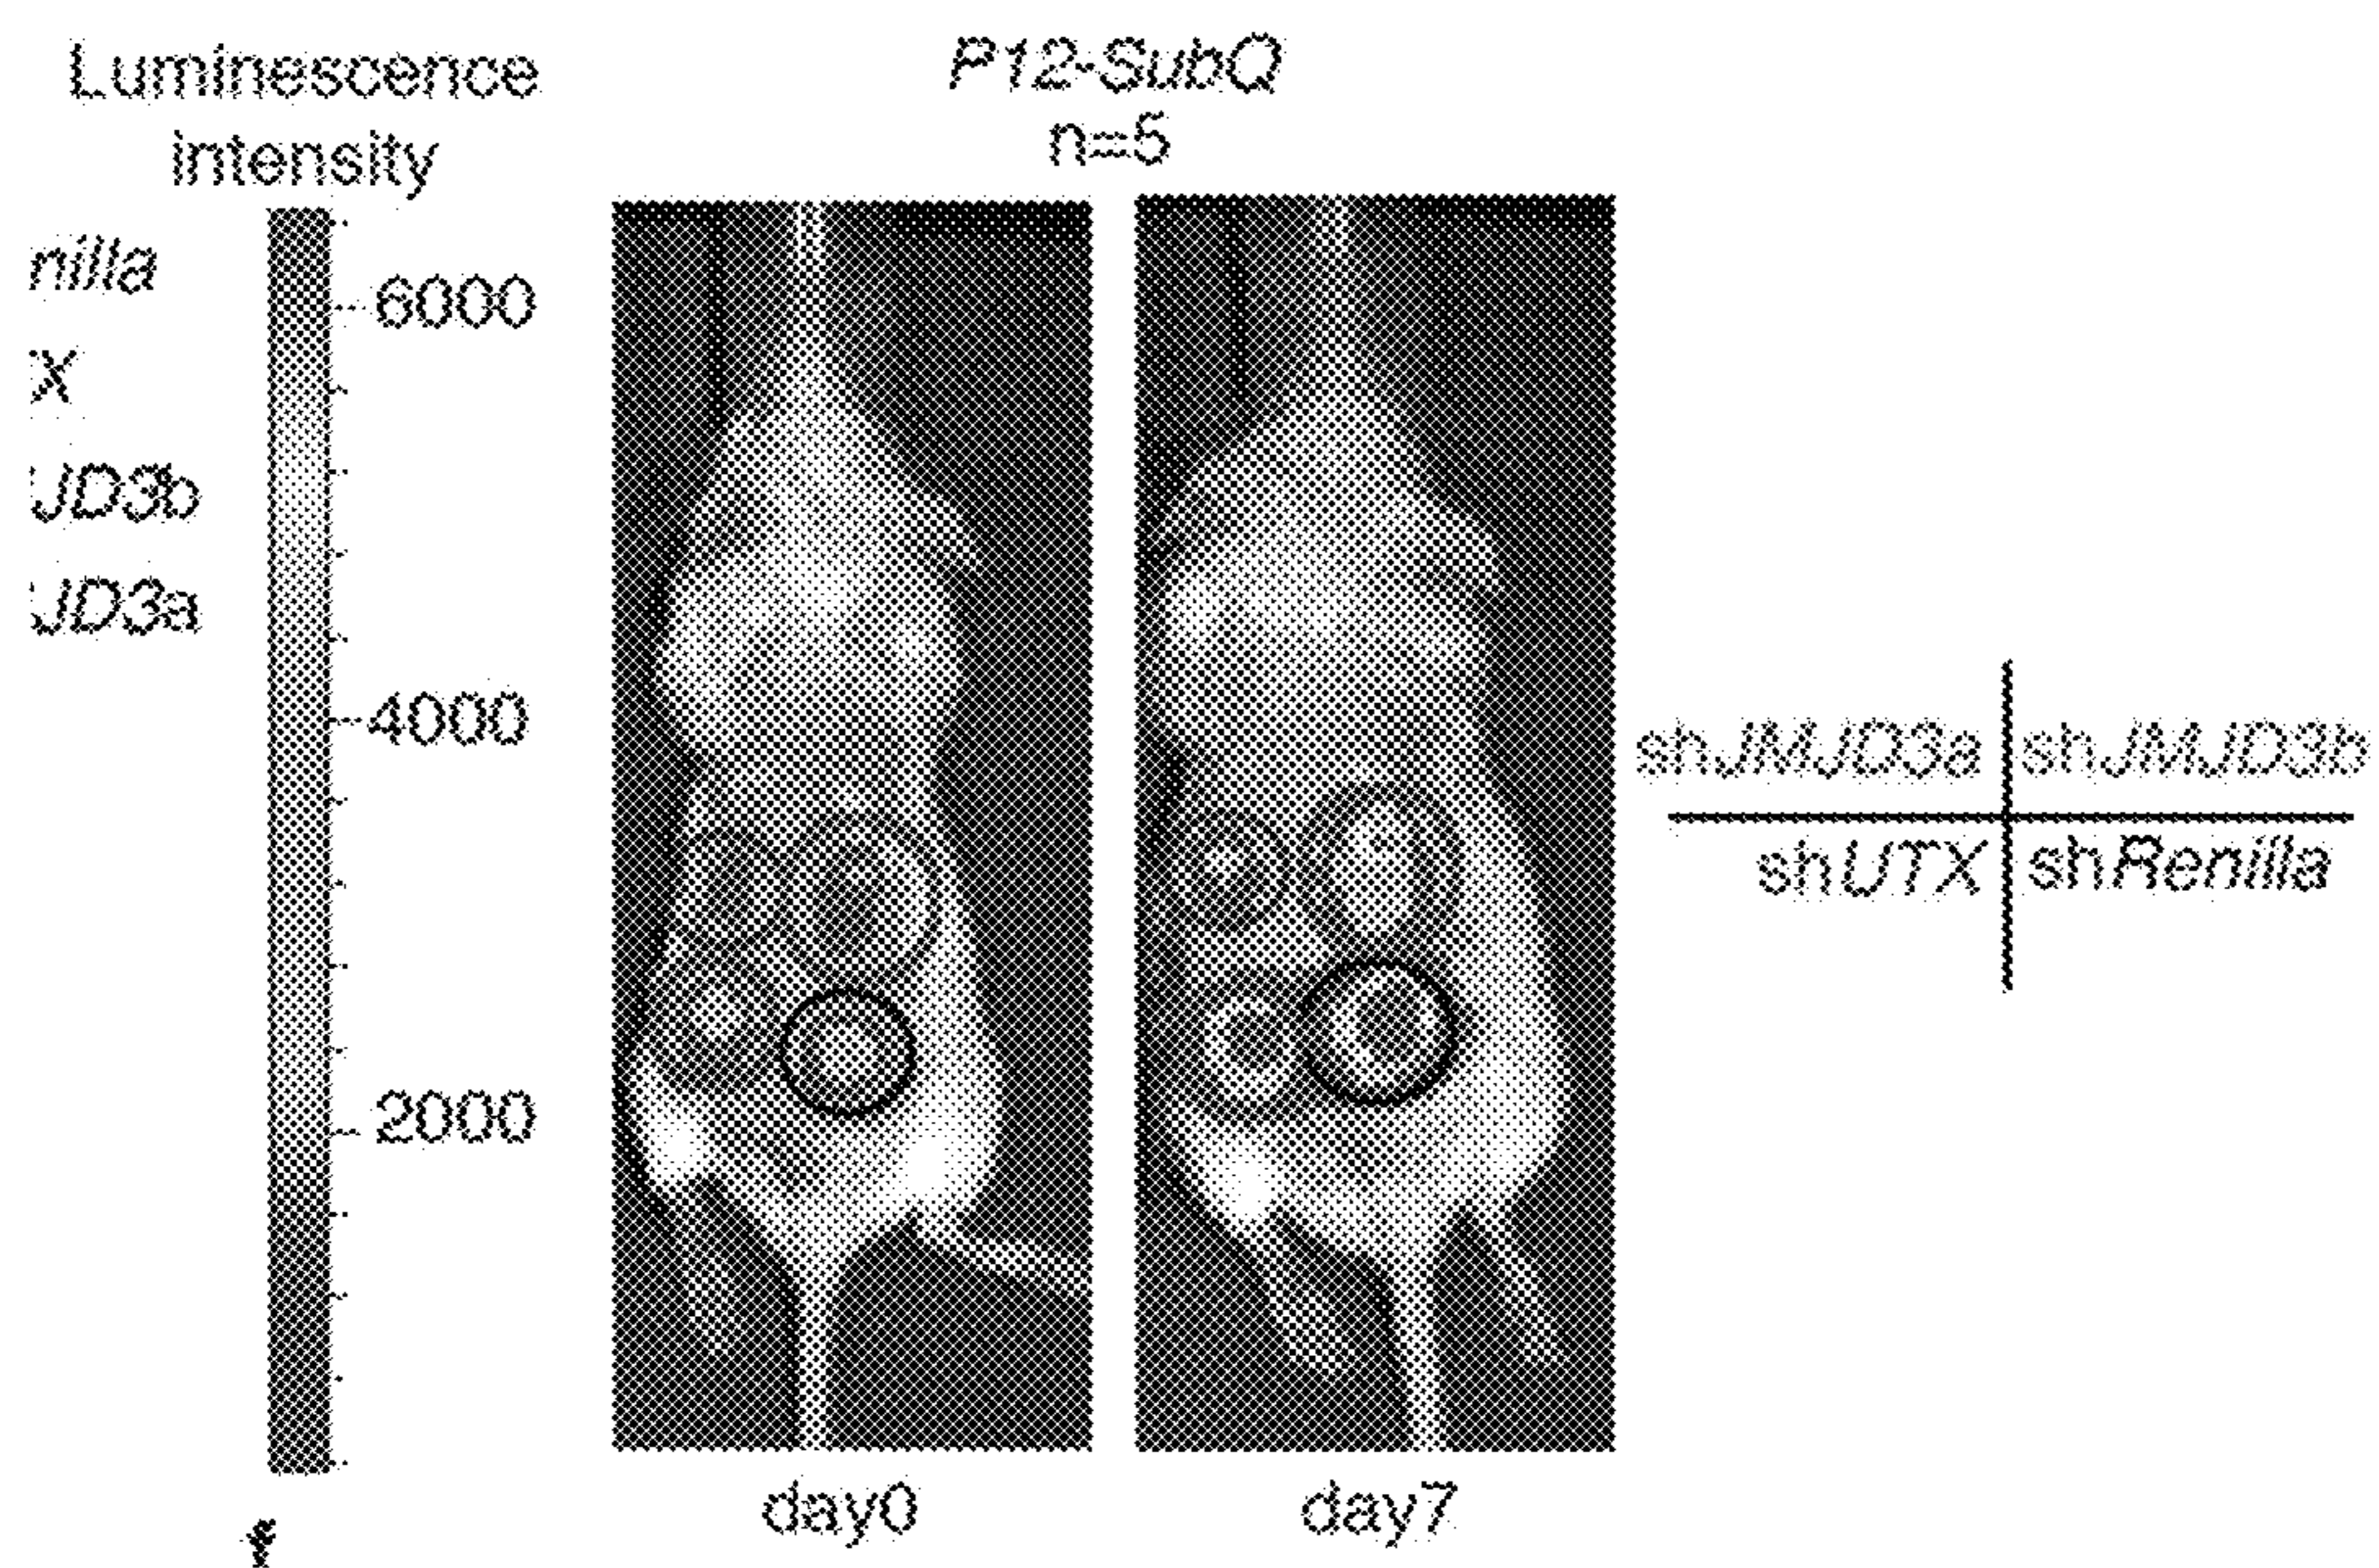 Luminescence
intensity
P12-SubQ
n=5
nilla
X
JD3b
JD3a
6000
4000
2000
shJMJD3a
shJMJD3b
shUTX
shRenilla
day0
day7
f